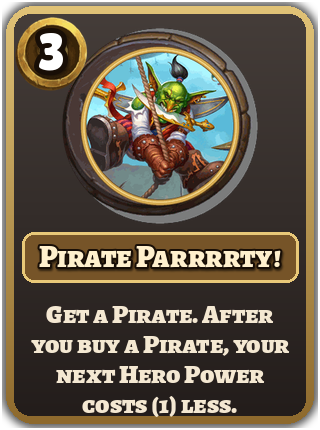 3
Pirate Parrrrty!
Get a Pirate. After
you buy a Pirate, your
next Hero Power
costs (1) less.